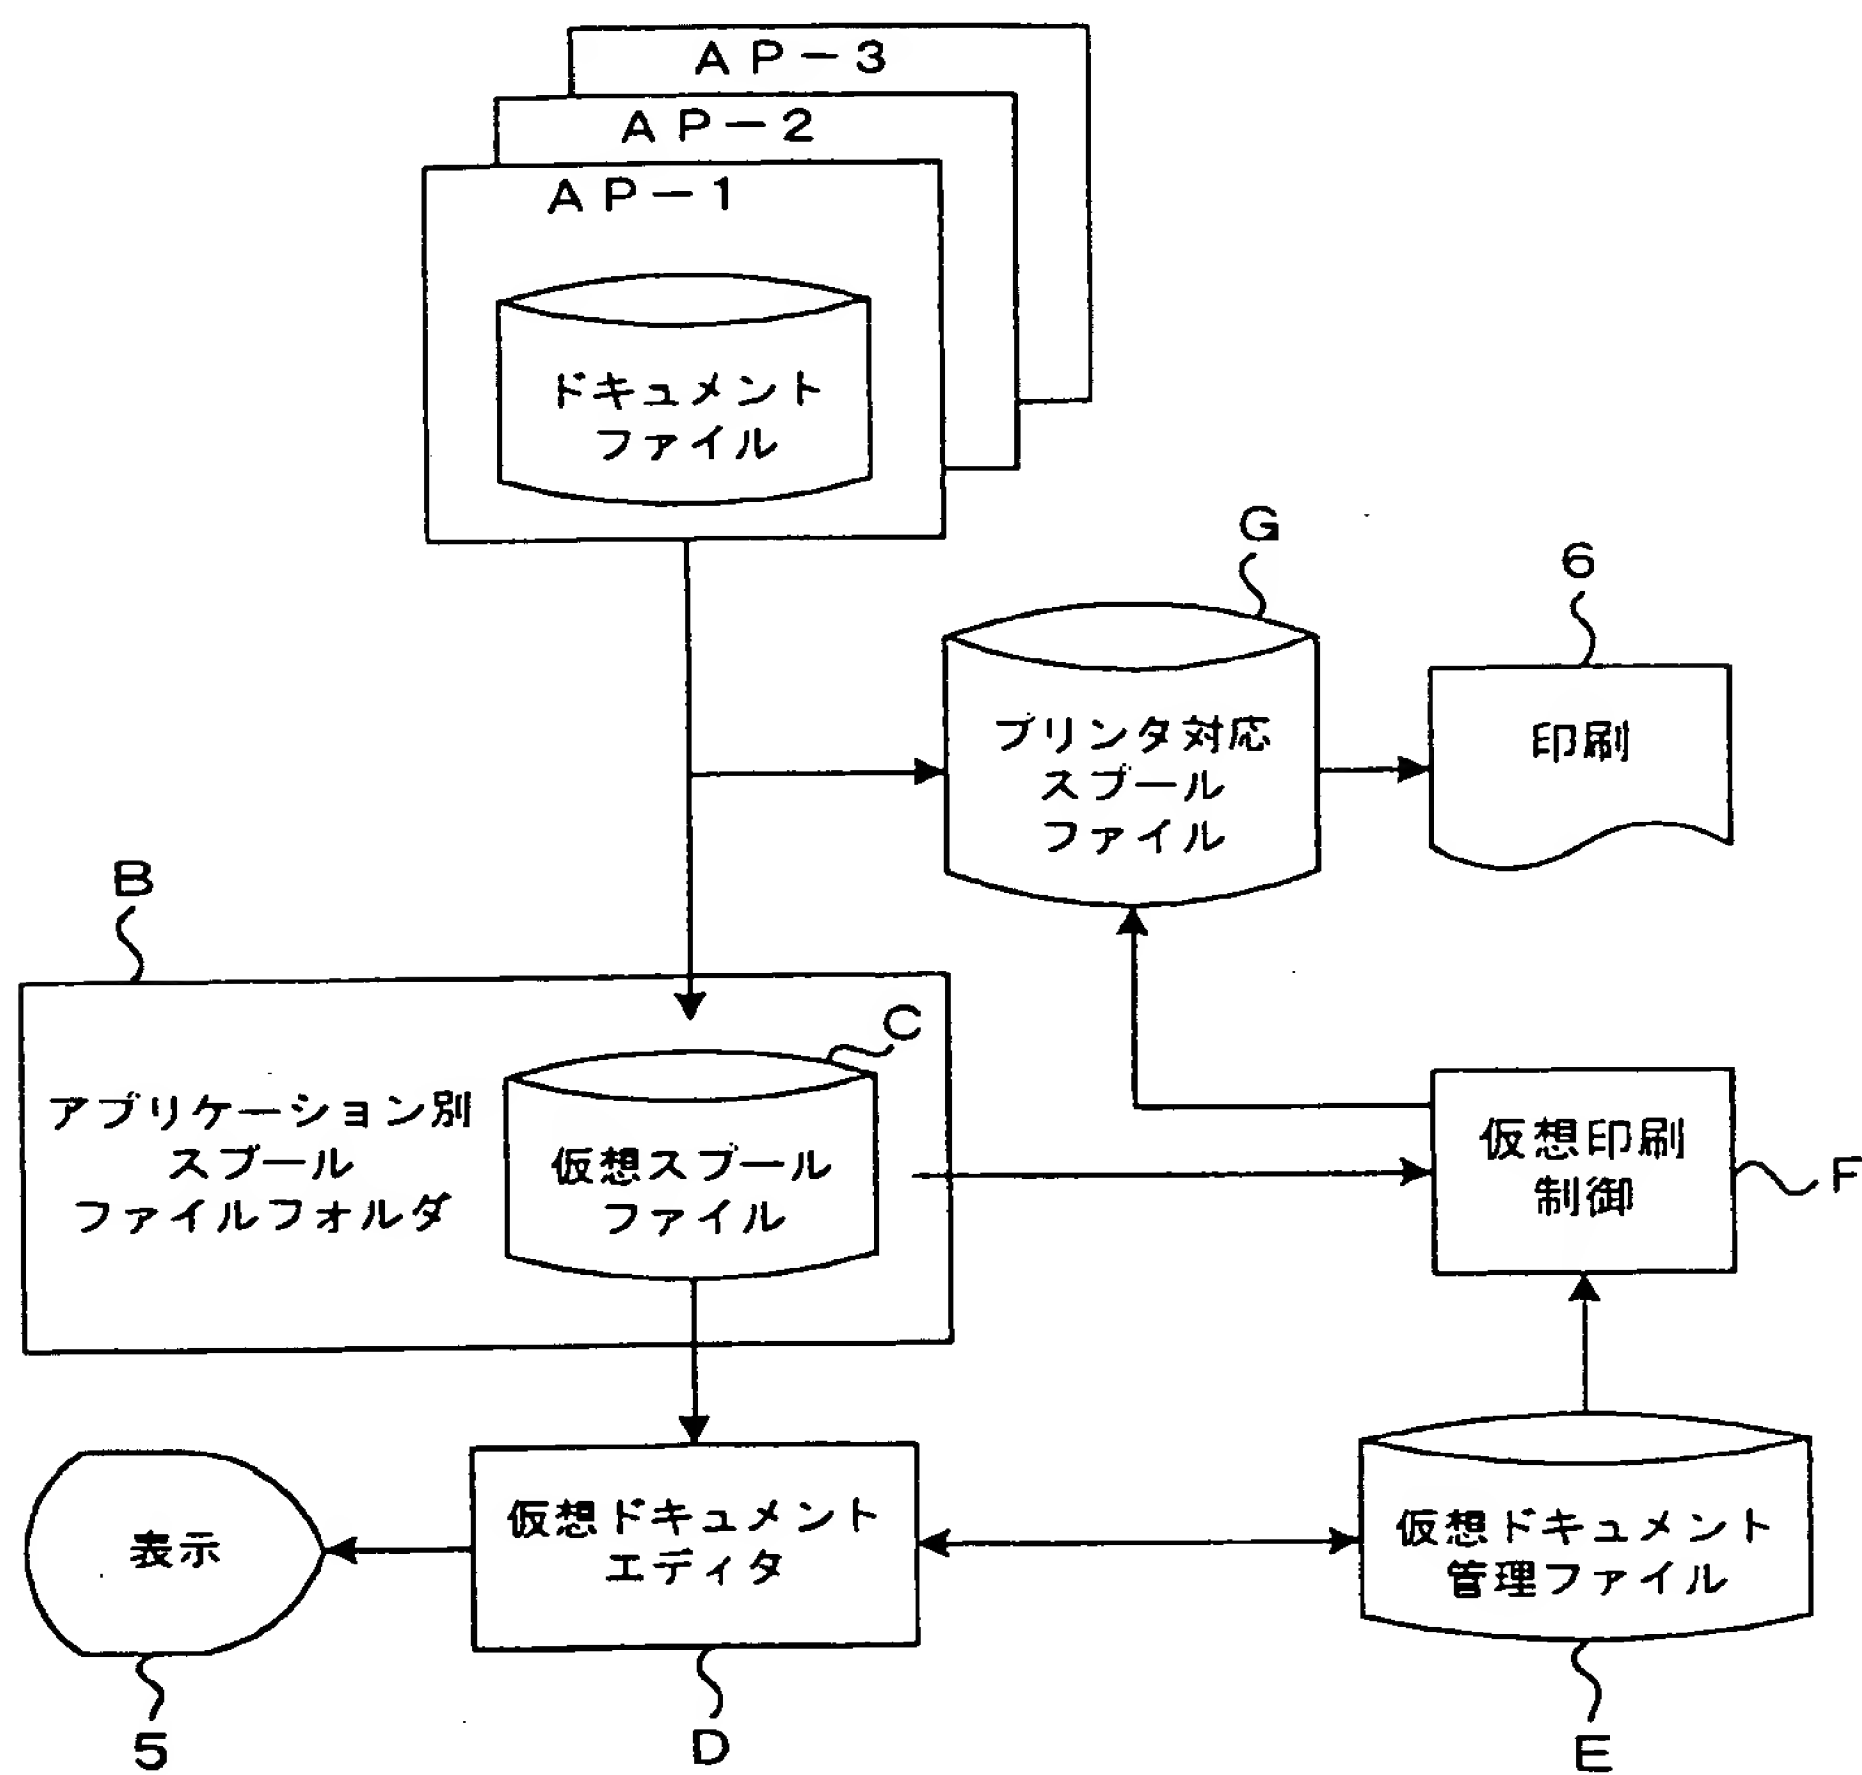 AP－3
AP－2
AP－1
ドキュメント
ファイル
G
6
プリンタ対応
スプール
ファイル
印刷
B
C
アプリケーション別
スプール
ファイルフォルダ
仮想スプール
ファイル
仮想印刷
制御
F
表示
仮想ドキュメント
エディタ
仮想ドキュメント
管理ファイル
5
D
E